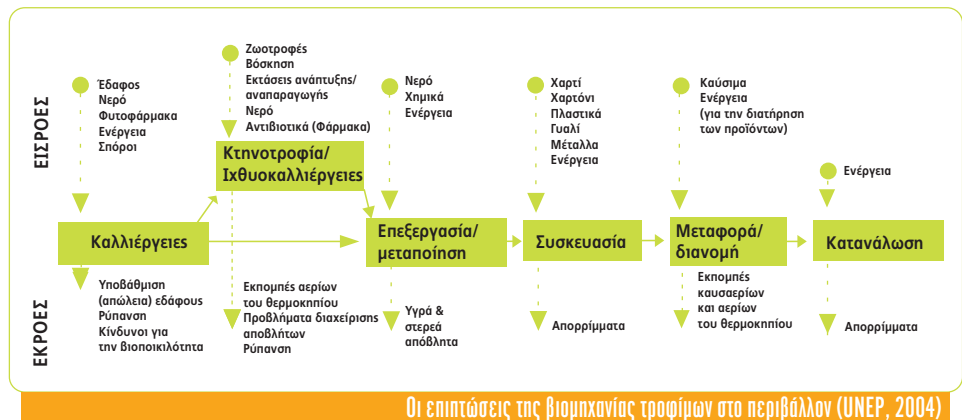 ΕΙΣΡΟΕΣ
Έδαφος
Νερό
Φυτοφάρμακα
Ενέργεια
Σπόροι
Ζωοτροφές
Βόσκηση
Εκτάσεις ανάπτυξης/
αναπαραγωγής
Νερό
Αντιβιοτικά (Φάρμακα)
Νερό
Χημικά
Ενέργεια
Χαρτί
Χαρτόνι
Πλαστικά
Γυαλί
Μέταλλα
Ενέργεια
Καύσιμα
Ενέργεια
(για την διατήρηση
των προϊόντων)
Ενέργεια
Καλλιέργειες
Κτηνοτροφία/
Ιχθυοκαλλιέργειες
Επεξεργασία/
μεταποίηση
Συσκευασία
Μεταφορά/
διανομή
Κατανάλωση
ΕΚΡΟΕΣ
Υποβάθμιση
(απώλεια) εδάφους
Ρύπανση
Κίνδυνοι για
την βιοποικιλότητα
Εκπομπές αερίων
του θερμοκηπίου
Προβλήματα διαχείρισης
αποβλήτων
Ρύπανση
Υγρά &
στερεά
απόβλητα
Απορρίμματα
Εκπομπές
καυσαερίων
και αερίων
του θερμοκηπίου
Απορρίμματα
Οι επιπτώσεις της βιομηχανίας τροφίμων στο περιβάλλον (UNEP, 2004)